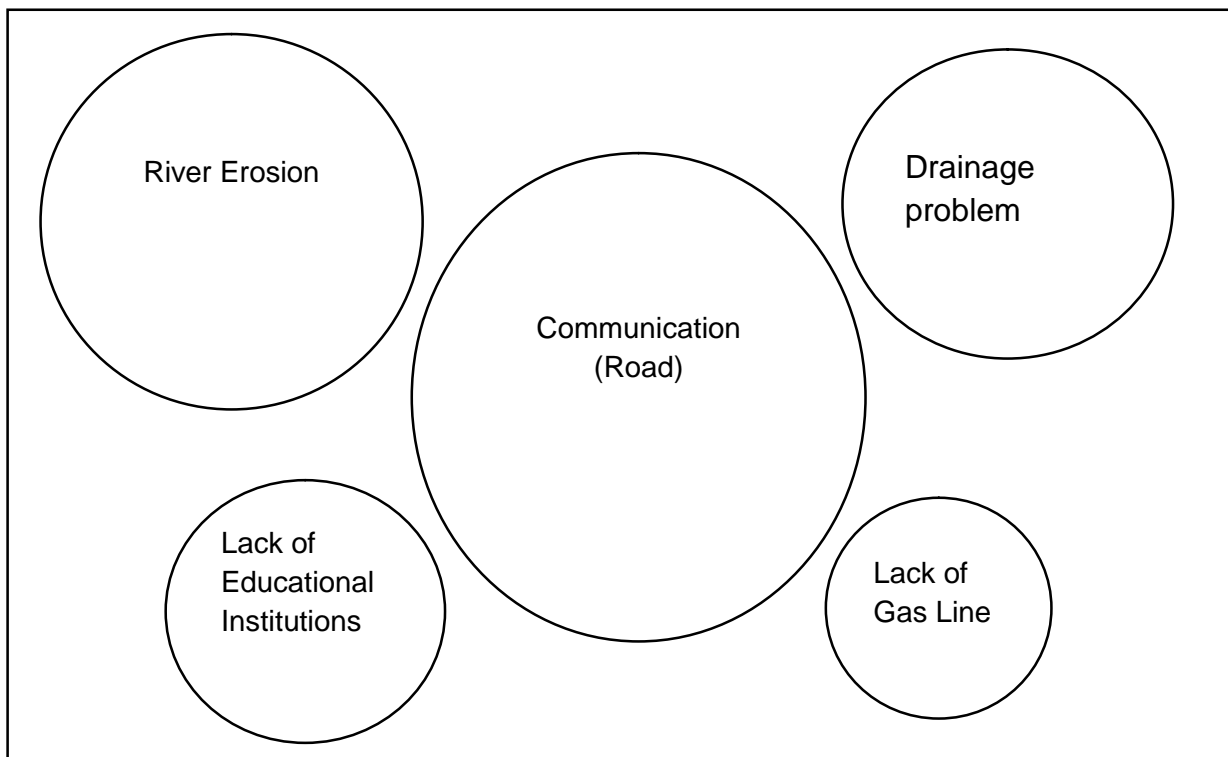 River Erosion
Drainage
problem
Communication
(Road)
Lack of
Educational
Institutions
Lack of
Gas Line